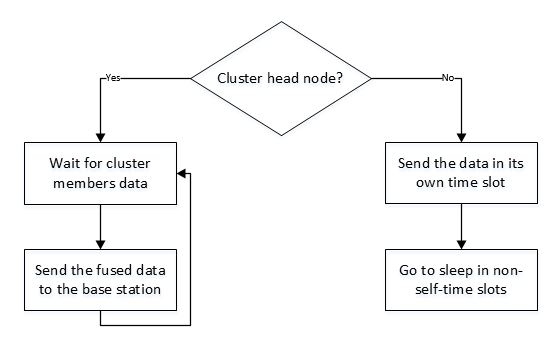 Cluster head node?
Yes
No
Wait for cluster
members data
Send the data in its
own time slot
Send the fused data
to the base station
Go to sleep in non-
self-time slots